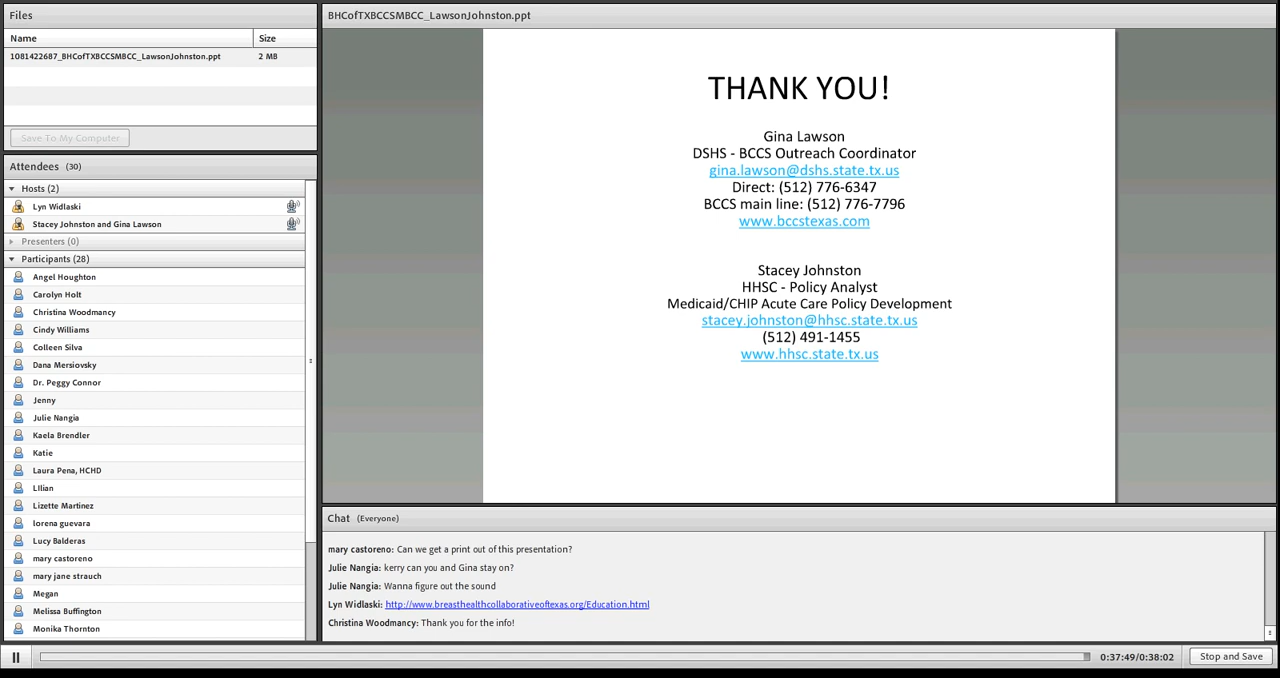 Files
Name Size
1081422687_BHCofTXBCCSMBCC_LawsonJohnston.ppt 2 MB
Save To My Computer
Attendees (30)
Hosts (2)
Lyn Widlaski
Stacey Johnston and Gina Lawson
Presenters (0)
Participants (28)
Angel Houghton
Carolyn Holt
Christina Woodmancy
Cindy Williams
Colleen Silva
Dana Mersiovsky
Dr. Peggy Connor
Jenny
Julie Nangia
Kaela Brendler
Katie
Laura Pena, HCHD
LIlian
Lizette Martinez
lorena guevara
Lucy Balderas
mary castoreno
mary jane strauch
Megan
Melissa Buffington
Monika Thornton
BHCofTXBCCSMBCC_LawsonJohnston.ppt
THANK YOU!
Gina Lawson
DSHS - BCCS Outreach Coordinator
gina.lawson@dshs.state.tx.us
Direct: (512) 776-6347
BCCS main line: (512) 776-7796
www.bccstexas.com
Stacey Johnston
HHSC - Policy Analyst
Medicaid/CHIP Acute Care Policy Development
stacey.johnston@hhsc.state.tx.us
(512) 491-1455
www.hhsc.state.tx.us
Chat (Everyone)
mary castoreno: Can we get a print out of this presentation?
Julie Nangia: kerry can you and Gina stay on?
Julie Nangia: Wanna figure out the sound
Lyn Widlaski: http://www.breasthealthcollaborativeoftexas.org/Education.html
Christina Woodmancy: Thank you for the info!
0:37:49/0:38:02
Stop and Save